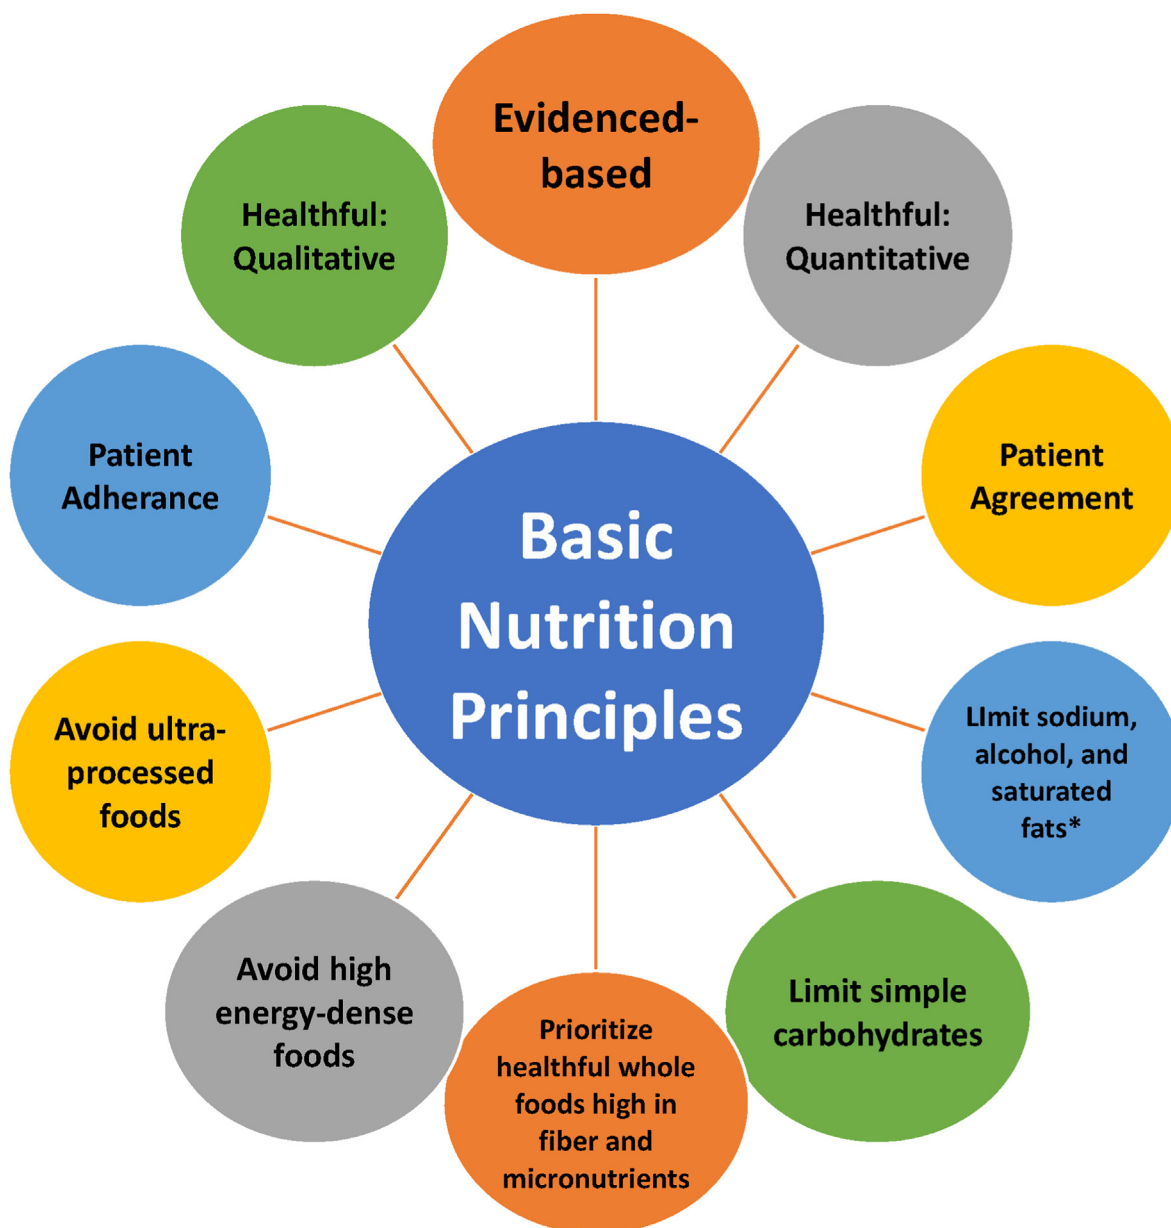 Evidenced-
based
Healthful:
Quantitative
Patient
Agreement
LImit sodium,
alcohol, and
saturated
fats*
Limit simple
carbohydrates
Prioritize
healthful whole
foods high in
fiber and
micronutrients
Avoid high
energy-dense
foods
Avoid ultra-
processed
foods
Patient
Adherance
Healthful:
Qualitative
Basic
Nutrition
Principles